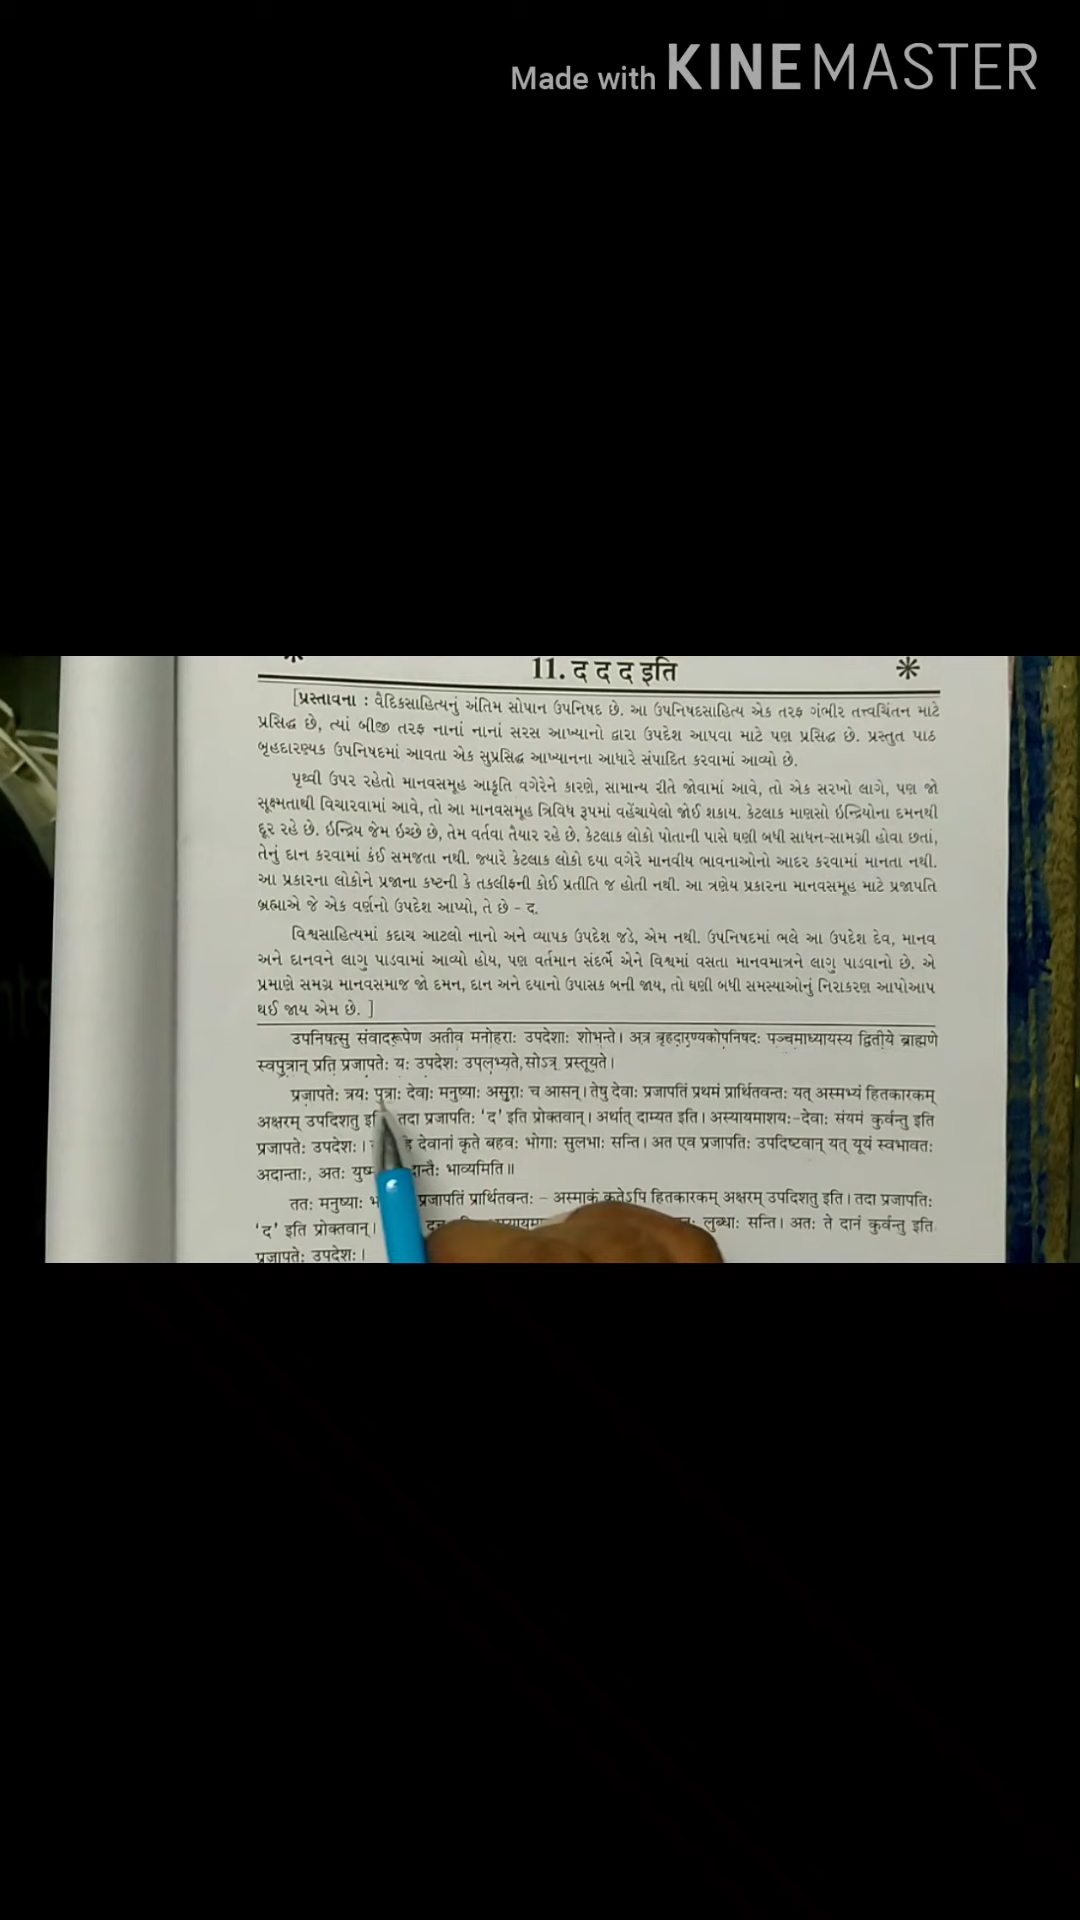 Made with KINEMASTER
11. द द द इति
[પ્રસ્તાવના : વૈદિકસાહિત્યનું અંતિમ સોપાન ઉપનિષદ છે. આ ઉપનિષદસાહિત્ય એક તરફ ગંભીર તત્ત્વચિંતન માટે
પ્રસિદ્ધ છે, ત્યાં બીજી તરફ નાનાં નાનાં સરસ આખ્યાનો દ્વારા ઉપદેશ આપવા માટે પણ પ્રસિદ્ધ છે. પ્રસ્તુત પાઠ
બૃહદારણ્યક ઉપનિષદમાં આવતા એક સુપ્રસિદ્ધ આખ્યાનના આધારે સંપાદિત કરવામાં આવ્યો છે.
પૃથ્વી ઉપર રહેતો માનવસમૂહ આકૃતિ વગેરેને કારણે, સામાન્ય રીતે જોવામાં આવે, તો એક સરખો લાગે, પણ જો
સૂક્ષ્મતાથી વિચારવામાં આવે, તો આ માનવસમૂહ ત્રિવિધ રૂપમાં વહેંચાયેલો જોઈ શકાય. કેટલાક માણસો ઇન્દ્રિયોના દમનથી
દૂર રહે છે. ઇન્દ્રિય જેમ ઇચ્છે છે, તેમ વર્તવા તૈયાર રહે છે. કેટલાક લોકો પોતાની પાસે ઘણી બધી સાધન-સામગ્રી હોવા છતાં,
તેનું દાન કરવામાં કંઈ સમજતા નથી. જ્યારે કેટલાક લોકો દયા વગેરે માનવીય ભાવનાઓનો આદર કરવામાં માનતા નથી.
આ પ્રકારના લોકોને પ્રજાના કષ્ટની કે તકલીફની કોઈ પ્રતીતિ જ હોતી નથી. આ ત્રણેય પ્રકારના માનવસમૂહ માટે પ્રજાપતિ
બ્રહ્માએ જે એક વર્ણનો ઉપદેશ આપ્યો, તે છે - દ.
વિશ્વસાહિત્યમાં કદાચ આટલો નાનો અને વ્યાપક ઉપદેશ જડે, એમ નથી. ઉપનિષદમાં ભલે આ ઉપદેશ દેવ, માનવ
અને દાનવને લાગુ પાડવામાં આવ્યો હોય, પણ વર્તમાન સંદર્ભે એને વિશ્વમાં વસતા માનવમાત્રને લાગુ પાડવાનો છે. એ
પ્રમાણે સમગ્ર માનવસમાજ જો દમન, દાન અને દયાનો ઉપાસક બની જાય, તો ઘણી બધી સમસ્યાઓનું નિરાકરણ આપોઆપ
થઈ જાય એમ છે. ]
उपनिषत्सु संवादरूपेण अतीव मनोहराः उपदेशाः शोभन्ते। अत्र बृहदारण्यकोपनिषदः पञ्चमाध्यायस्य द्वितीये ब्राह्मणे
स्वपुत्रान् प्रति प्रजापतेः यः उपदेशः उपलभ्यते, सोऽत्र प्रस्तूयते।
प्रजापतेः त्रयः पुत्राः देवाः मनुष्याः असुराः च आसन्। तेषु देवाः प्रजापतिं प्रथमं प्रार्थितवन्तः यत् अस्मभ्यं हितकारकम्
अक्षरम् उपदिशतु तदा प्रजापतिः ‘द’ इति प्रोक्तवान्। अर्थात् दाम्यत इति। अस्यायमाशयः-देवाः संयमं कुर्वन्तु इति
प्रजापतेः उपदेशः। देवानां कृते बहवः भोगाः सुलभाः सन्ति। अत एव प्रजापतिः उपदिष्टवान् यत् यूयं स्वभावतः
अदान्ताः, अतः भाव्यमिति॥
ततः मनुष्याः प्रजापतिं प्रार्थितवन्तः – अस्माकं कृतेऽपि हितकारकम् अक्षरम् उपदिशतु इति। तदा प्रजापतिः
‘द’ इति प्रोक्तवान्। लुब्धाः सन्ति। अतः ते दानं कुर्वन्तु इति
प्रजापतेः उपदेशः।